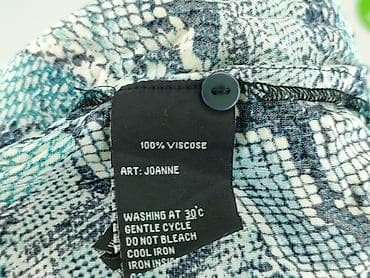 100% VISCOSE
ART: JOANNE
WASHING AT 30°C
GENTLE CYCLE
DO NOT BLEACH
COOL IRON
IRON INSIDE